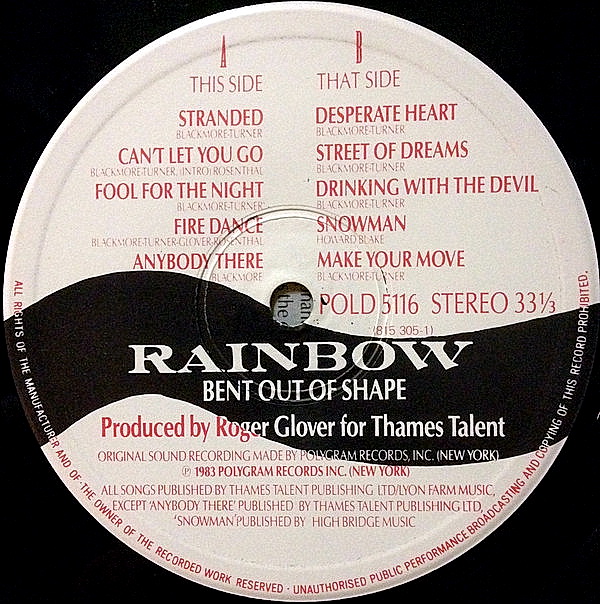 A
THIS SIDE
STRANDED
BLACKMORE-TURNER
CAN'T LET YOU GO
BLACKMORE-TURNER, (INTRO) ROSENTHAL
FOOL FOR THE NIGHT
BLACKMORE-TURNER
FIRE DANCE
BLACKMORE-TURNER-GLOVER-ROSENTHAL
ANYBODY THERE
BLACKMORE
B
THAT SIDE
DESPERATE HEART
BLACKMORE-TURNER
STREET OF DREAMS
BLACKMORE-TURNER
DRINKING WITH THE DEVIL
BLACKMORE-TURNER
SNOWMAN
HOWARD BLAKE
MAKE YOUR MOVE
BLACKMORE-TURNER
POLD 5116 STEREO 33⅓
(815 305-1)
the
RAINBOW
BENT OUT OF SHAPE
Produced by Roger Glover for Thames Talent
ORIGINAL SOUND RECORDING MADE BY POLYGRAM RECORDS, INC. (NEW YORK)
℗ 1983 POLYGRAM RECORDS INC. (NEW YORK)
ALL SONGS PUBLISHED BY THAMES TALENT PUBLISHING LTD/LYON FARM MUSIC,
EXCEPT 'ANYBODY THERE' PUBLISHED BY THAMES TALENT PUBLISHING LTD,
'SNOWMAN' PUBLISHED BY HIGH BRIDGE MUSIC
ALL RIGHTS OF THE MANUFACTURER AND OF THE OWNER OF THE RECORDED WORK RESERVED · UNAUTHORISED PUBLIC PERFORMANCE BROADCASTING AND COPYING OF THIS RECORD PROHIBITED.